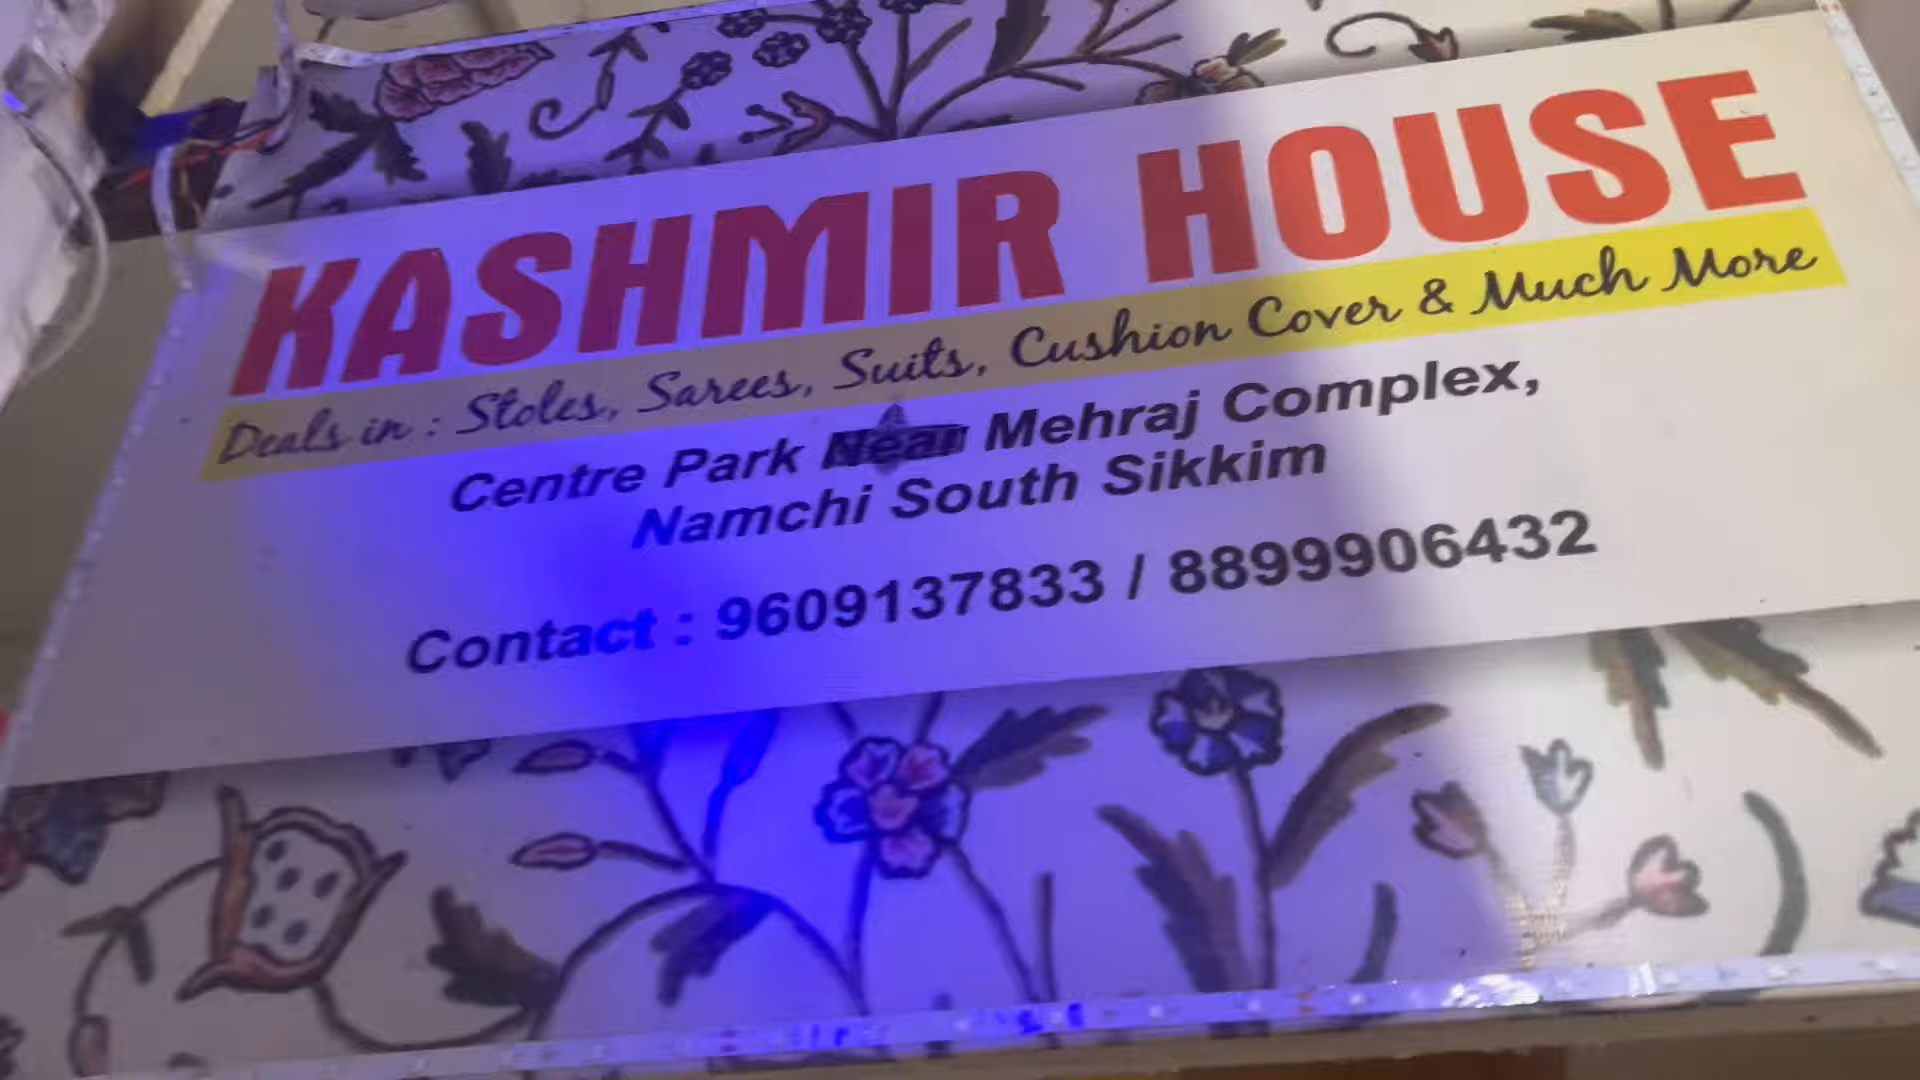 KASHMIR HOUSE
Deals in : Stoles, Sarees, Suits, Cushion Cover & Much More
Centre Park Near Mehraj Complex,
Namchi South Sikkim
Contact : 9609137833 / 8899906432